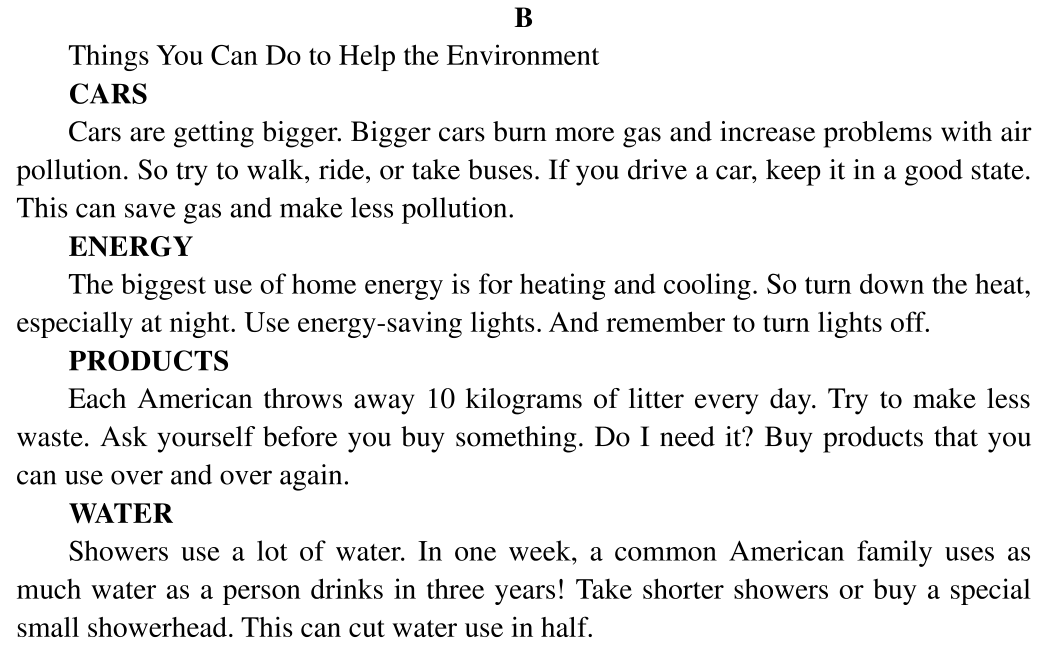 B
Things You Can Do to Help the Environment
CARS
Cars are getting bigger. Bigger cars burn more gas and increase problems with air
pollution. So try to walk, ride, or take buses. If you drive a car, keep it in a good state.
This can save gas and make less pollution.
ENERGY
The biggest use of home energy is for heating and cooling. So turn down the heat,
especially at night. Use energy-saving lights. And remember to turn lights off.
PRODUCTS
Each American throws away 10 kilograms of litter every day. Try to make less
waste. Ask yourself before you buy something. Do I need it? Buy products that you
can use over and over again.
WATER
Showers use a lot of water. In one week, a common American family uses as
much water as a person drinks in three years! Take shorter showers or buy a special
small showerhead. This can cut water use in half.